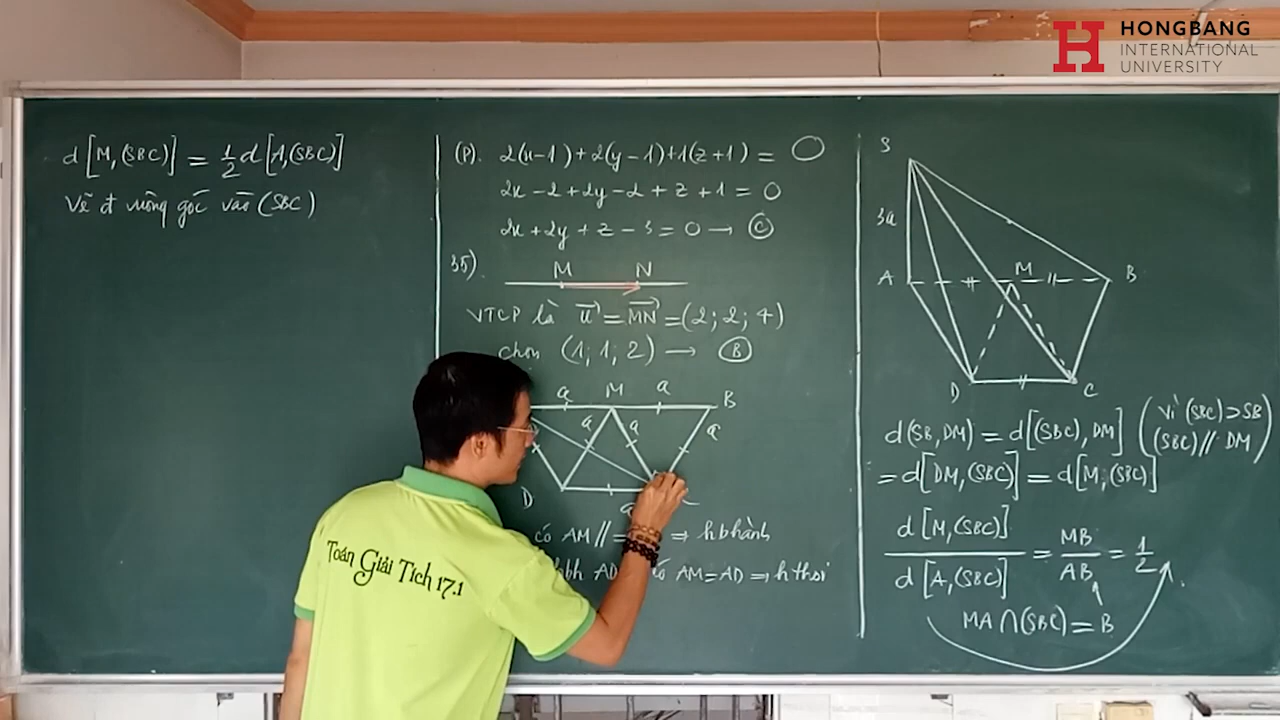 HONGBANG
INTERNATIONAL
UNIVERSITY
d[M,(SBC)] = 1/2 d[A,(SBC)]
Vẽ đt vuông góc vào (SBC)
(P). 2(x-1)+2(y-1)+1(z+1) = 0
2x-2+2y-2+z+1 = 0
2x+2y+z-3=0 → Ⓒ
35).
M N
VTCP là u⃗ = MN⃗ = (2; 2; 4)
chọn (1; 1; 2) → Ⓑ
a M a B
a a a
D C
a
có AM // = ⇒ hbhành
hbh AD có AM=AD ⇒ h thoi
Toán Giải Tích 17.1
S
3a
A M B
D C
d(SB,DM) = d[(SBC),DM] (Vì (SBC)⊃SB
(SBC)// DM)
= d[DM,(SBC)] = d[M,(SBC)]
d[M,(SBC)] / d[A,(SBC)] = MB/AB = 1/2
MA∩(SBC)=B